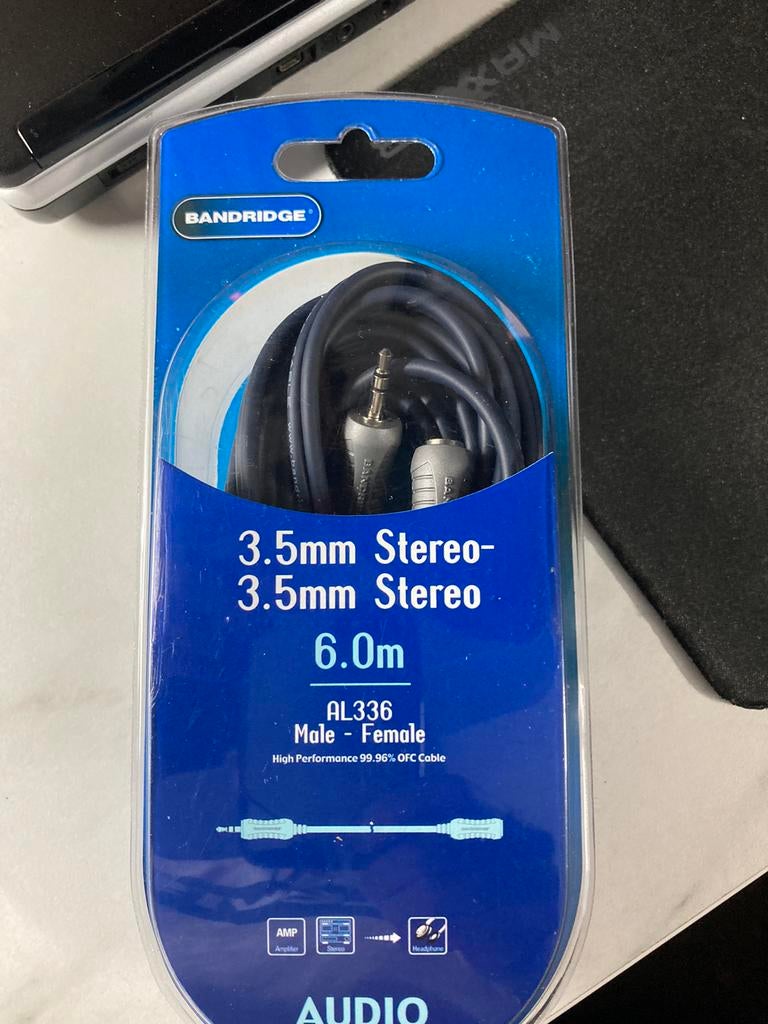 BANDRIDGE®
3.5mm Stereo-
3.5mm Stereo
6.0m
AL336
Male - Female
High Performance 99.96% OFC Cable
AMP
Amplifier
Stereo
Headphone
AUDIO